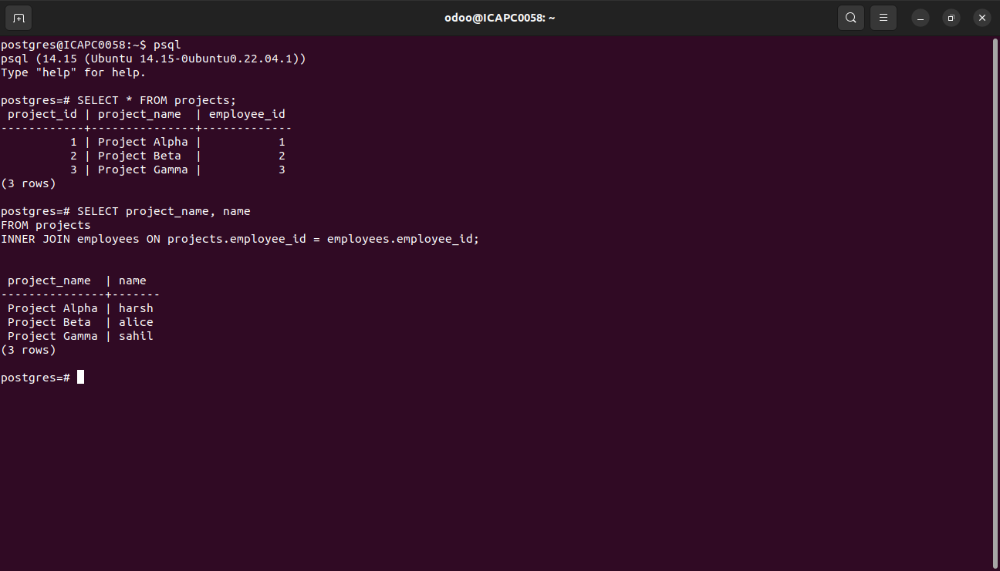 odoo@ICAPC0058: ~
postgres@ICAPC0058:~$ psql
psql (14.15 (Ubuntu 14.15-0ubuntu0.22.04.1))
Type "help" for help.
postgres=# SELECT * FROM projects;
 project_id | project_name  | employee_id
------------+---------------+-------------
          1 | Project Alpha |           1
          2 | Project Beta  |           2
          3 | Project Gamma |           3
(3 rows)
postgres=# SELECT project_name, name
FROM projects
INNER JOIN employees ON projects.employee_id = employees.employee_id;
 project_name  | name
---------------+-------
 Project Alpha | harsh
 Project Beta  | alice
 Project Gamma | sahil
(3 rows)
postgres=#